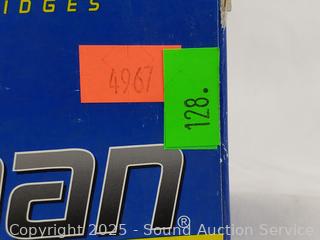 IDGES
4967
128.
man®
Copyright 2025 - Sound Auction Service